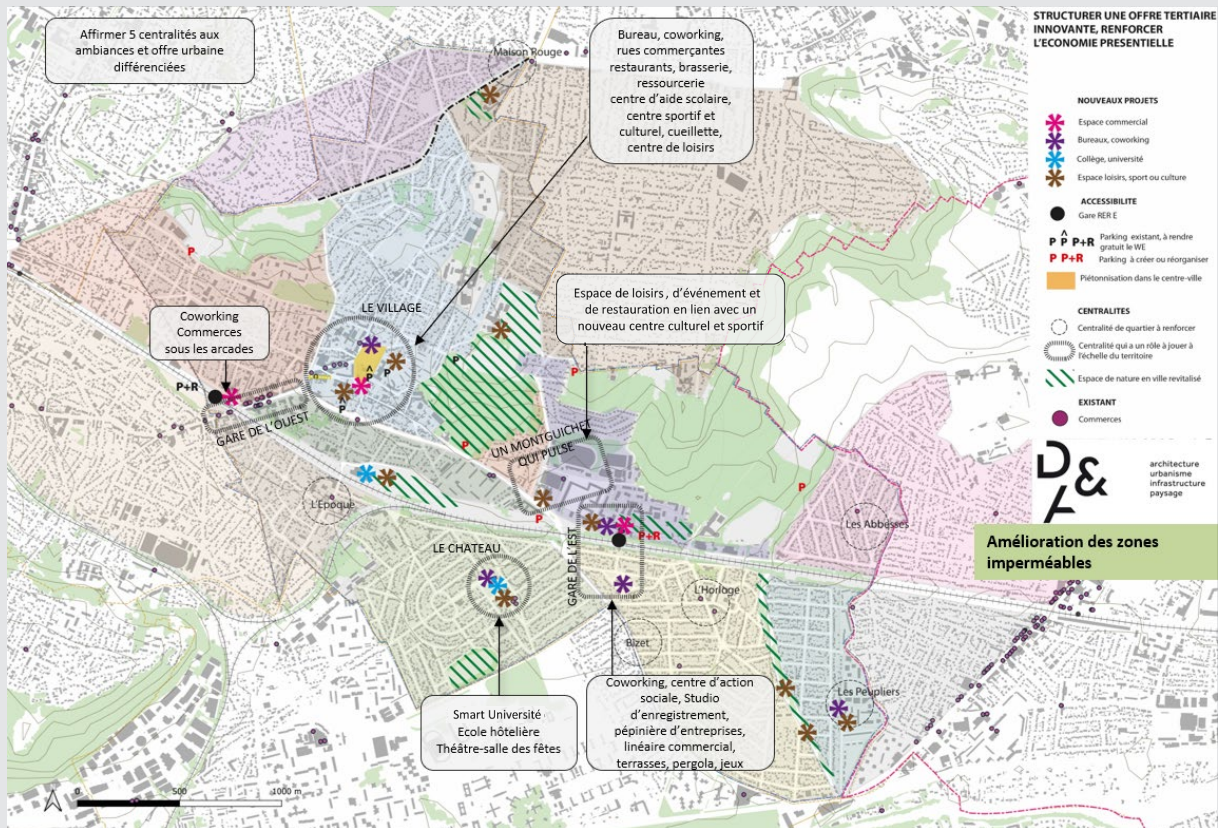 Affirmer 5 centralités aux
ambiances et offre urbaine
différenciées
Bureau, coworking,
rues commerçantes
restaurants, brasserie,
ressourcerie
centre d'aide scolaire,
centre sportif et
culturel, cueillette,
centre de loisirs
Maison Rouge
Espace de loisirs, d'événement et
de restauration en lien avec un
nouveau centre culturel et sportif
Coworking
Commerces
sous les arcades
LE VILLAGE
P
P
P
P
P
P
P+R
GARE DE L'OUEST
UN MONTGUICHET
QUI PULSE
P
P
P
L'Epoque
P+R
Les Abbesses
LE CHATEAU
GARE DE L'EST
L'Horloge
Bizet
Les Peupliers
Smart Université
Ecole hôtelière
Théâtre-salle des fêtes
Coworking, centre d'action
sociale, Studio
d'enregistrement,
pépinière d'entreprises,
linéaire commercial,
terrasses, pergola, jeux
0 500 1000 m
STRUCTURER UNE OFFRE TERTIAIRE
INNOVANTE, RENFORCER
L'ECONOMIE PRESENTIELLE
NOUVEAUX PROJETS
Espace commercial
Bureaux, coworking
Collège, université
Espace loisirs, sport ou culture
ACCESSIBILITE
Gare RER E
P P P+R Parking existant, à rendre
gratuit le WE
P P+R Parking à créer ou réorganiser
Piétonnisation dans le centre-ville
CENTRALITES
Centralité de quartier à renforcer
Centralité qui a un rôle à jouer à
l'échelle du territoire
Espace de nature en ville revitalisé
EXISTANT
Commerces
D&A
architecture
urbanisme
infrastructure
paysage
Amélioration des zones
imperméables